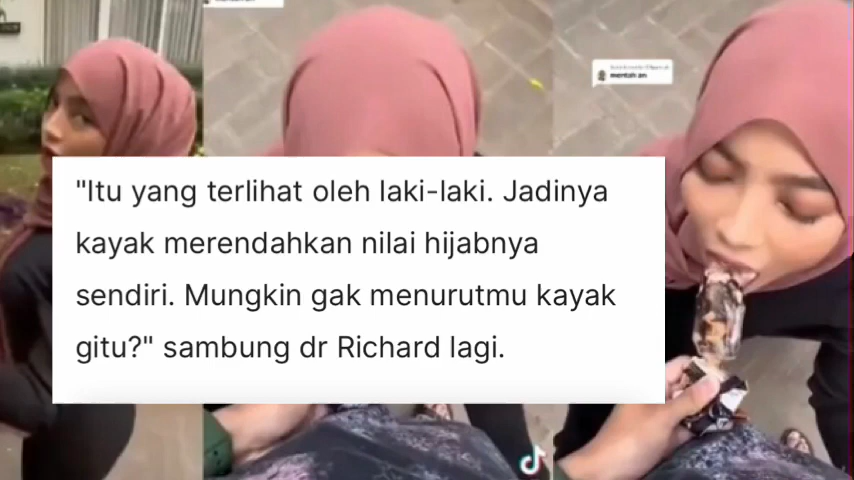 mentah an
"Itu yang terlihat oleh laki-laki. Jadinya
kayak merendahkan nilai hijabnya
sendiri. Mungkin gak menurutmu kayak
gitu?" sambung dr Richard lagi.